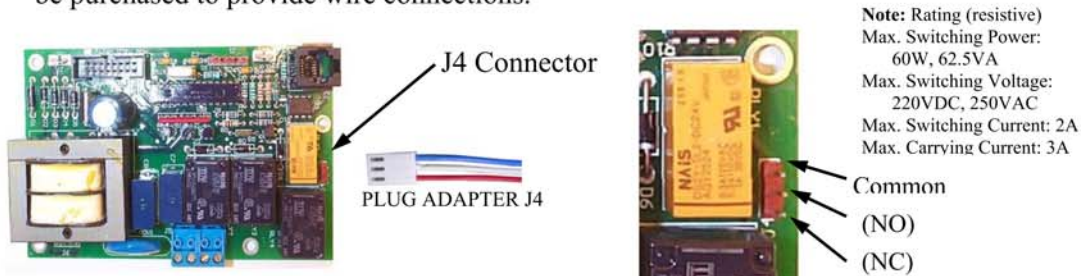 be purchased to provide wire connections.
J4 Connector
PLUG ADAPTER J4
NAIS
Note: Rating (resistive)
Max. Switching Power:
60W, 62.5VA
Max. Switching Voltage:
220VDC, 250VAC
Max. Switching Current: 2A
Max. Carrying Current: 3A
Common
(NO)
(NC)